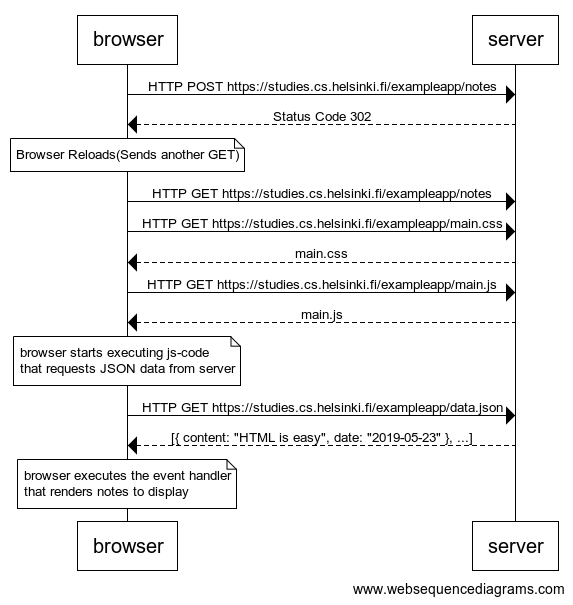 browser
server
HTTP POST https://studies.cs.helsinki.fi/exampleapp/notes
Status Code 302
Browser Reloads(Sends another GET)
HTTP GET https://studies.cs.helsinki.fi/exampleapp/notes
HTTP GET https://studies.cs.helsinki.fi/exampleapp/main.css
main.css
HTTP GET https://studies.cs.helsinki.fi/exampleapp/main.js
main.js
browser starts executing js-code
that requests JSON data from server
HTTP GET https://studies.cs.helsinki.fi/exampleapp/data.json
[{ content: "HTML is easy", date: "2019-05-23" }, ...]
browser executes the event handler
that renders notes to display
browser
server
www.websequencediagrams.com